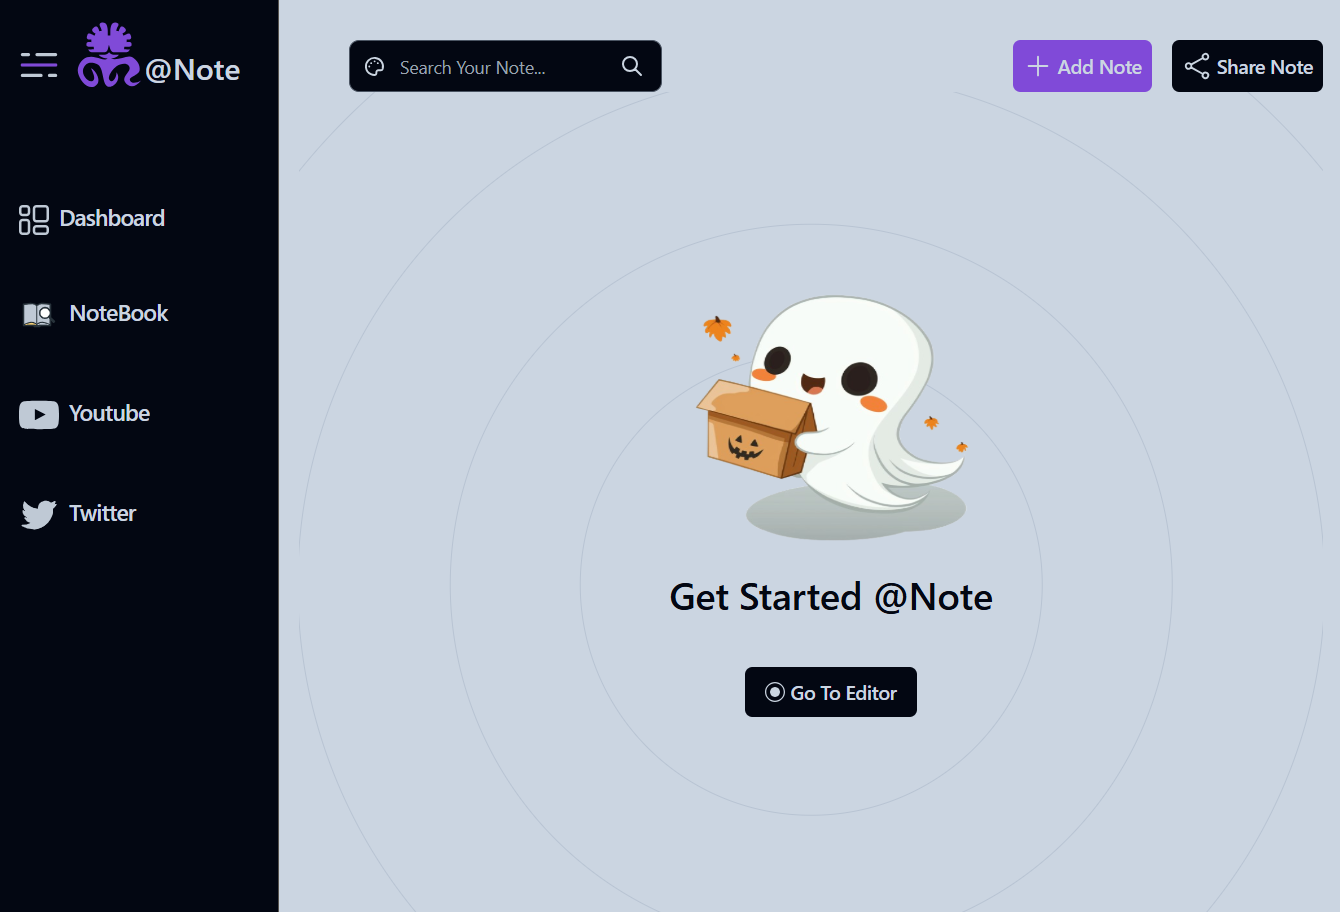 @Note
Search Your Note...
Add Note
Share Note
Dashboard
NoteBook
Youtube
Twitter
Get Started @Note
Go To Editor